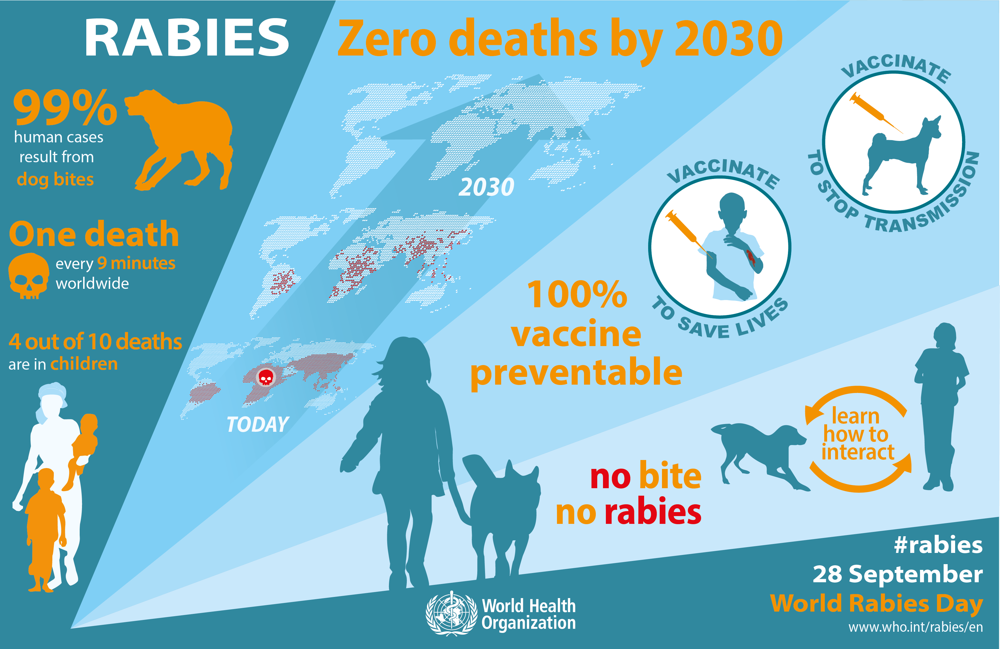 RABIES
Zero deaths by 2030
99%
human cases
result from
dog bites
One death
every 9 minutes
worldwide
4 out of 10 deaths
are in children
2030
TODAY
VACCINATE
TO STOP TRANSMISSION
VACCINATE
TO SAVE LIVES
100%
vaccine
preventable
learn
how to
interact
no bite
no rabies
#rabies
28 September
World Rabies Day
www.who.int/rabies/en
World Health
Organization